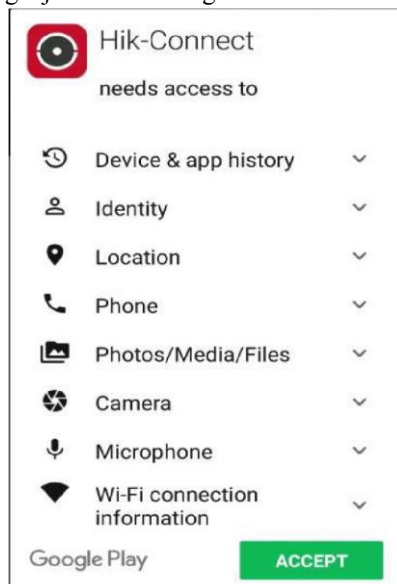 Hik-Connect
needs access to
Device & app history
Identity
Location
Phone
Photos/Media/Files
Camera
Microphone
Wi-Fi connection
information
Google Play
ACCEPT